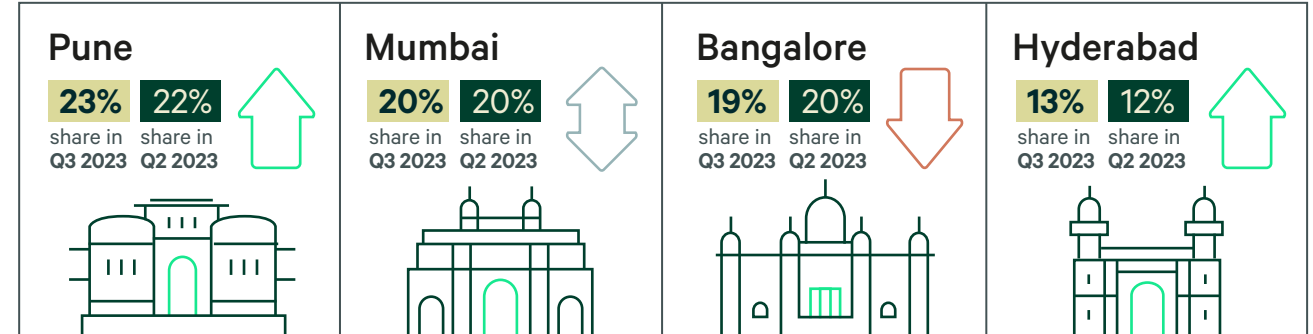 Pune
23% 22%
share in share in
Q3 2023 Q2 2023
Mumbai
20% 20%
share in share in
Q3 2023 Q2 2023
Bangalore
19% 20%
share in share in
Q3 2023 Q2 2023
Hyderabad
13% 12%
share in share in
Q3 2023 Q2 2023